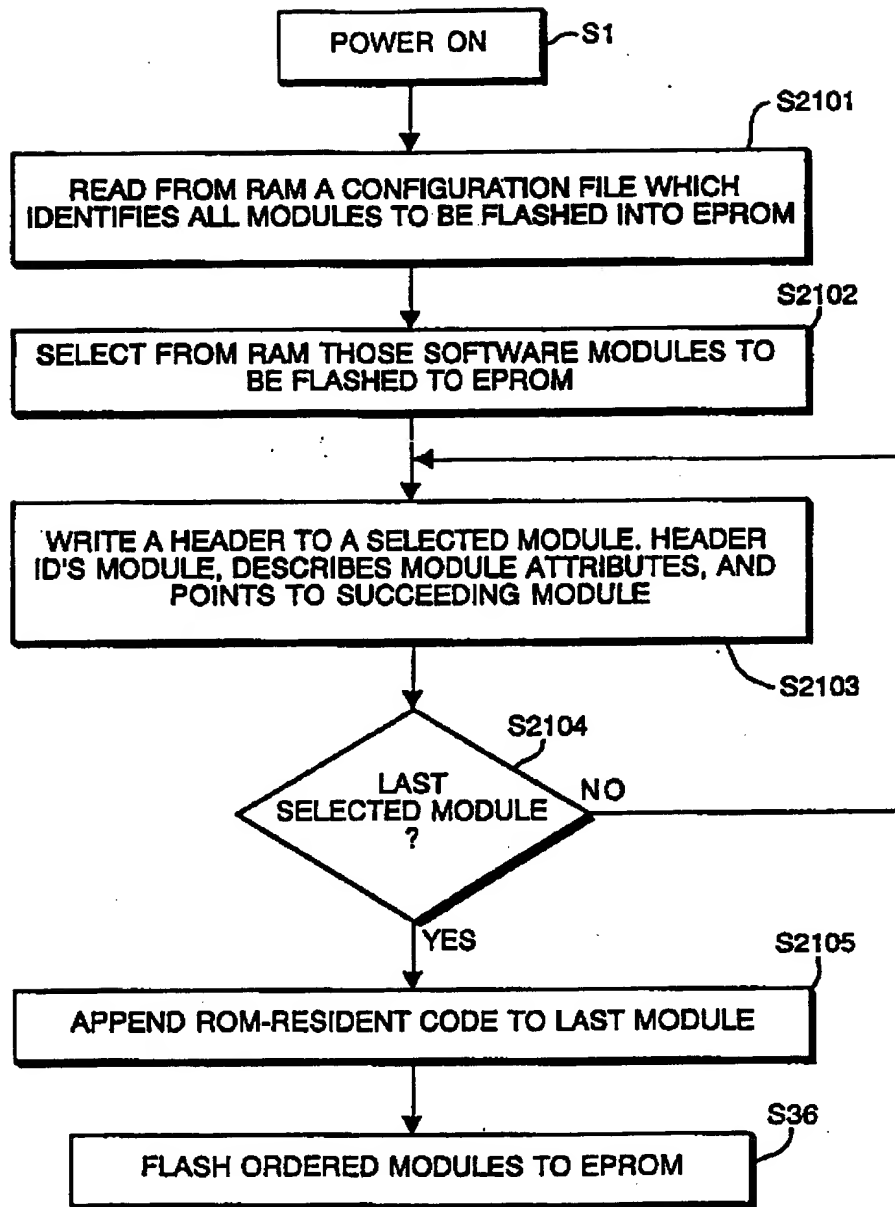 POWER ON
S1
S2101
READ FROM RAM A CONFIGURATION FILE WHICH
IDENTIFIES ALL MODULES TO BE FLASHED INTO EPROM
S2102
SELECT FROM RAM THOSE SOFTWARE MODULES TO
BE FLASHED TO EPROM
WRITE A HEADER TO A SELECTED MODULE. HEADER
ID'S MODULE, DESCRIBES MODULE ATTRIBUTES, AND
POINTS TO SUCCEEDING MODULE
S2103
S2104
LAST
SELECTED MODULE
?
NO
YES
S2105
APPEND ROM-RESIDENT CODE TO LAST MODULE
S36
FLASH ORDERED MODULES TO EPROM